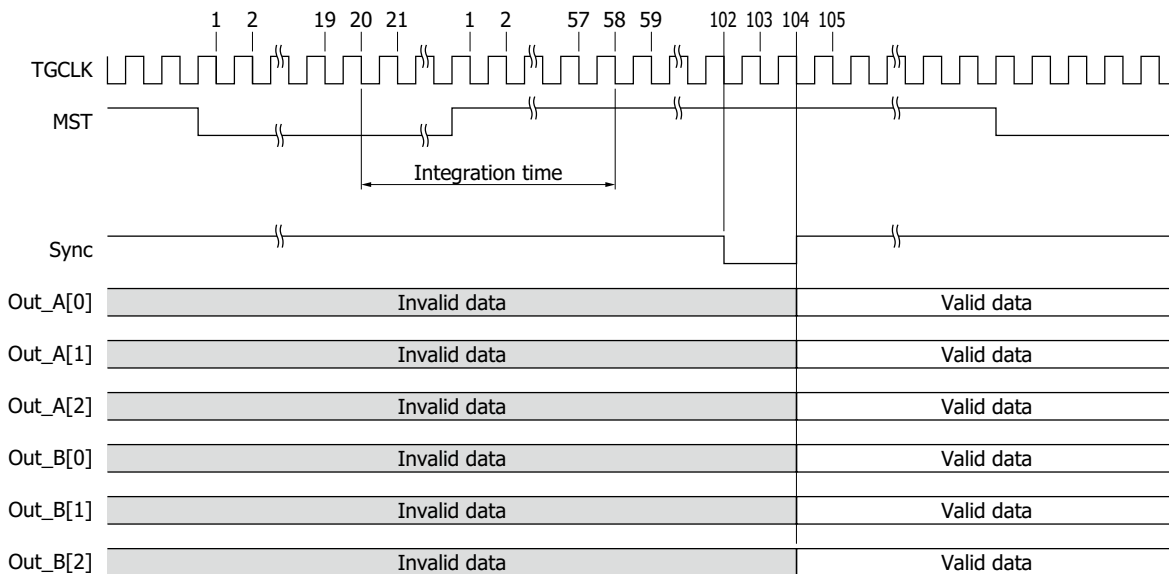 1 2 19 20 21 1 2 57 58 59 102 103 104 105
TGCLK
MST
Integration time
Sync
Out_A[0] Invalid data Valid data
Out_A[1] Invalid data Valid data
Out_A[2] Invalid data Valid data
Out_B[0] Invalid data Valid data
Out_B[1] Invalid data Valid data
Out_B[2] Invalid data Valid data